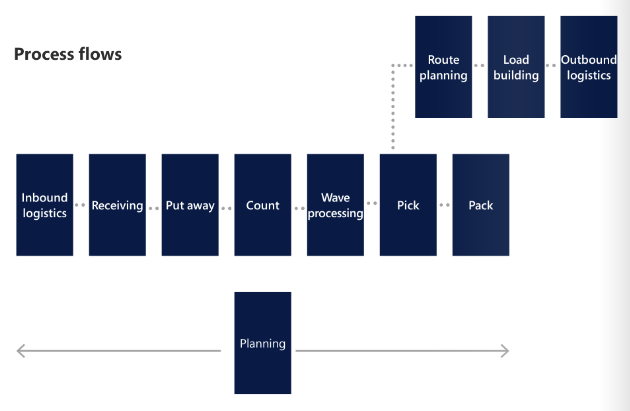 Process flows
Route
planning
Load
building
Outbound
logistics
Inbound
logistics
Receiving
Put away
Count
Wave
processing
Pick
Pack
Planning